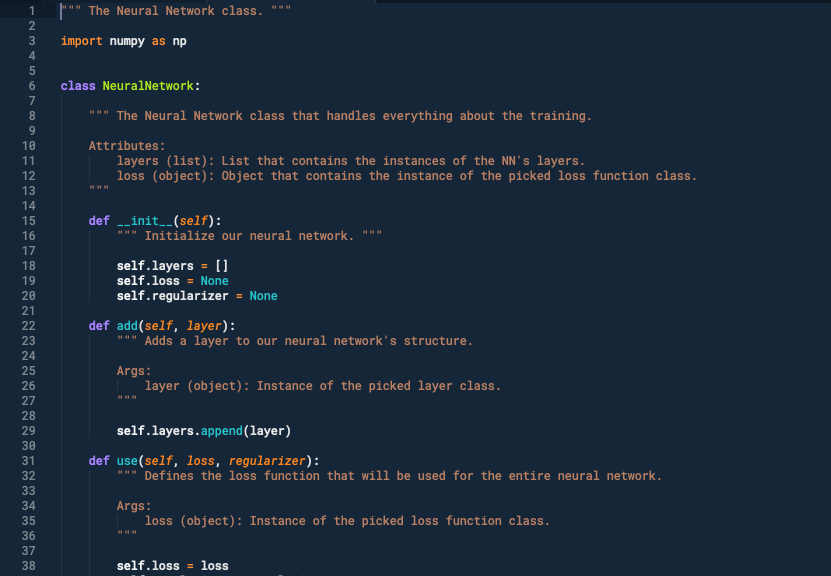 1 """ The Neural Network class. """
2
3 import numpy as np
4
5
6 class NeuralNetwork:
7
8     """ The Neural Network class that handles everything about the training.
9
10     Attributes:
11         layers (list): List that contains the instances of the NN's layers.
12         loss (object): Object that contains the instance of the picked loss function class.
13     """
14
15     def __init__(self):
16         """ Initialize our neural network. """
17
18         self.layers = []
19         self.loss = None
20         self.regularizer = None
21
22     def add(self, layer):
23         """ Adds a layer to our neural network's structure.
24
25         Args:
26             layer (object): Instance of the picked layer class.
27         """
28
29         self.layers.append(layer)
30
31     def use(self, loss, regularizer):
32         """ Defines the loss function that will be used for the entire neural network.
33
34         Args:
35             loss (object): Instance of the picked loss function class.
36         """
37
38         self.loss = loss